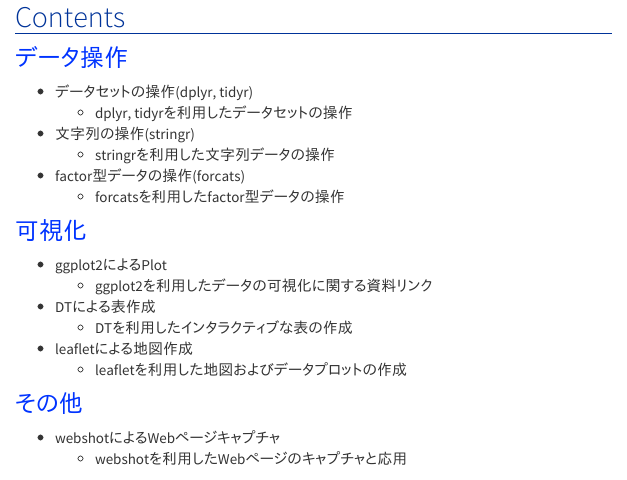 Contents
データ操作
データセットの操作(dplyr, tidyr)
dplyr, tidyrを利用したデータセットの操作
文字列の操作(stringr)
stringrを利用した文字列データの操作
factor型データの操作(forcats)
forcatsを利用したfactor型データの操作
可視化
ggplot2によるPlot
ggplot2を利用したデータの可視化に関する資料リンク
DTによる表作成
DTを利用したインタラクティブな表の作成
leafletによる地図作成
leafletを利用した地図およびデータプロットの作成
その他
webshotによるWebページキャプチャ
webshotを利用したWebページのキャプチャと応用